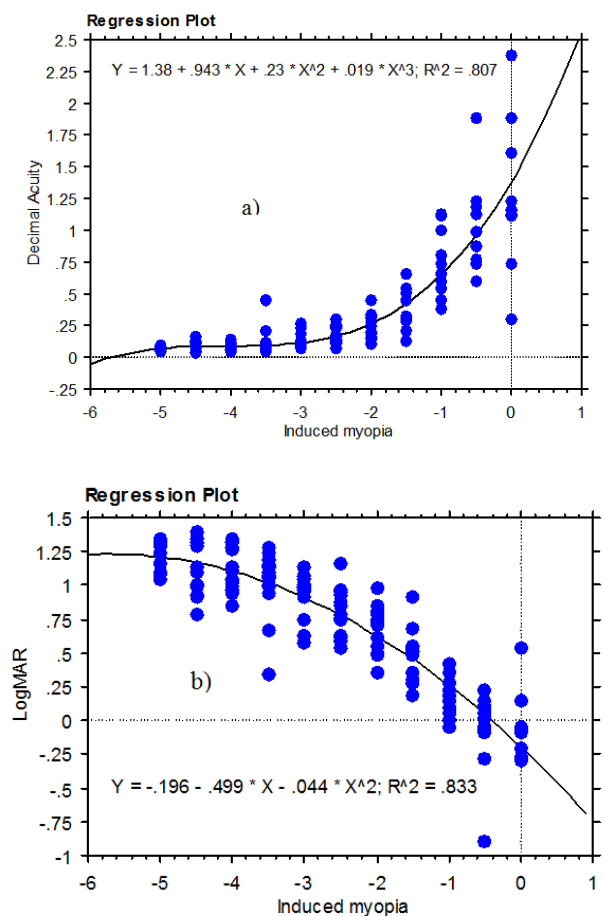 Regression Plot
2.5
Y = 1.38 + .943 * X + .23 * X^2 + .019 * X^3; R^2 = .807
2.25
2
1.75
1.5
a)
1.25
1
.75
.5
.25
0
-.25
Decimal Acuity
-6 -5 -4 -3 -2 -1 0 1
Induced myopia
Regression Plot
1.5
1.25
1
.75
.5
b)
.25
0
-.25
Y = -.196 - .499 * X - .044 * X^2; R^2 = .833
-.5
-.75
-1
LogMAR
-6 -5 -4 -3 -2 -1 0 1
Induced myopia